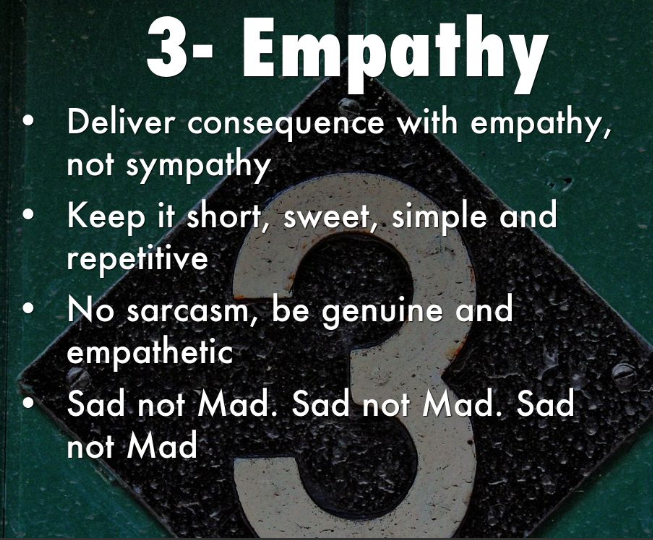 3- Empathy
• Deliver consequence with empathy,
not sympathy
• Keep it short, sweet, simple and
repetitive
• No sarcasm, be genuine and
empathetic
• Sad not Mad. Sad not Mad. Sad
not Mad
3